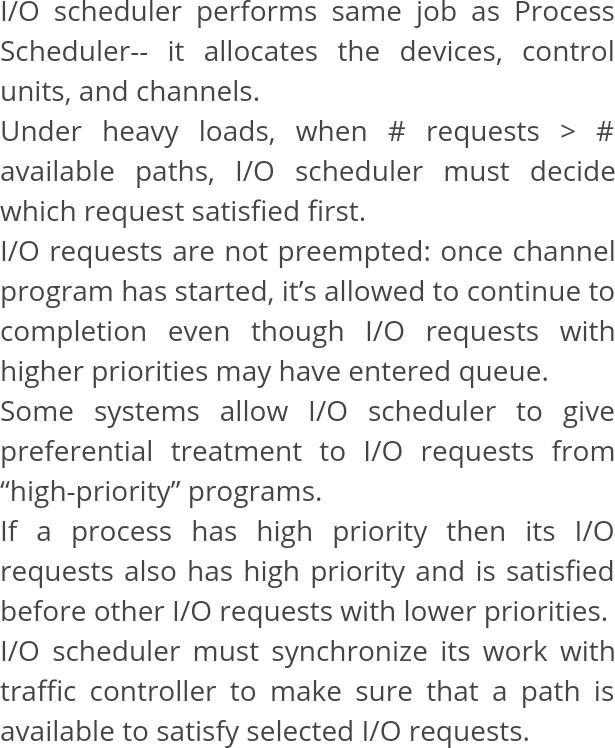 I/O scheduler performs same job as Process
Scheduler-- it allocates the devices, control
units, and channels.
Under heavy loads, when # requests > #
available paths, I/O scheduler must decide
which request satisfied first.
I/O requests are not preempted: once channel
program has started, it’s allowed to continue to
completion even though I/O requests with
higher priorities may have entered queue.
Some systems allow I/O scheduler to give
preferential treatment to I/O requests from
“high-priority” programs.
If a process has high priority then its I/O
requests also has high priority and is satisfied
before other I/O requests with lower priorities.
I/O scheduler must synchronize its work with
traffic controller to make sure that a path is
available to satisfy selected I/O requests.